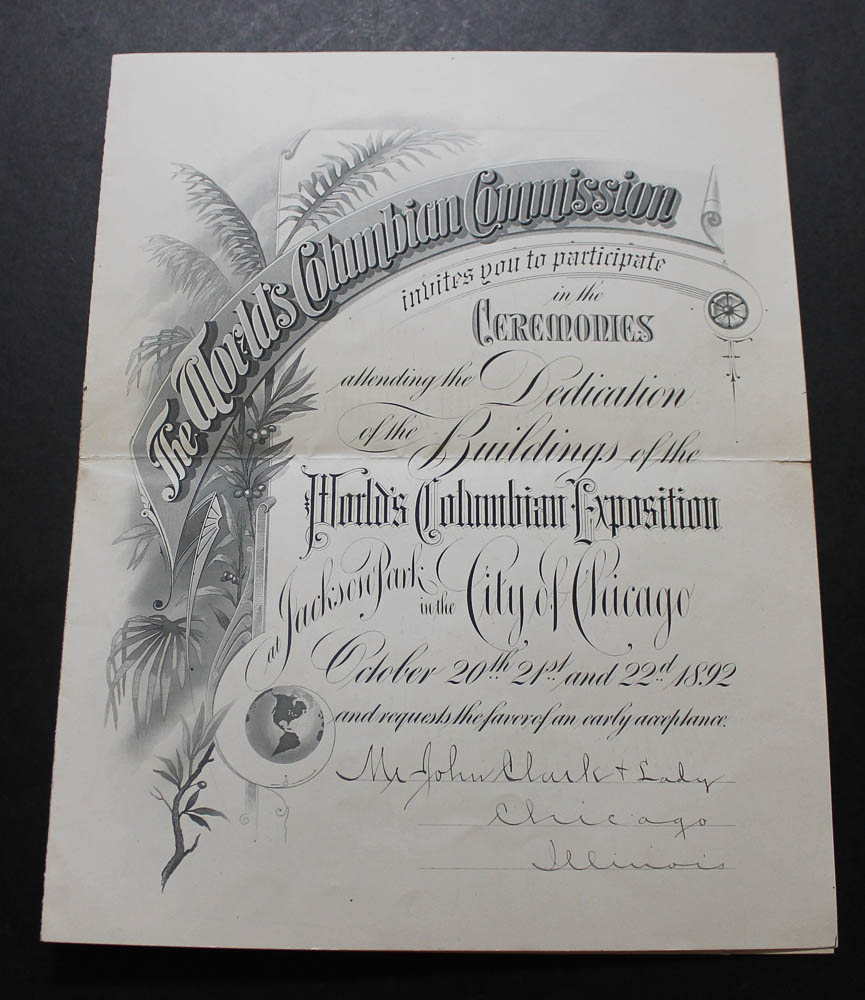 The World's Columbian Commission
invites you to participate
in the
CEREMONIES
attending the Dedication
of the Buildings of the
World's Columbian Exposition
at Jackson Park in the City of Chicago
October 20th 21st and 22d 1892
and requests the favor of an early acceptance.
Mr John Clark + Lady
Chicago
Illinois